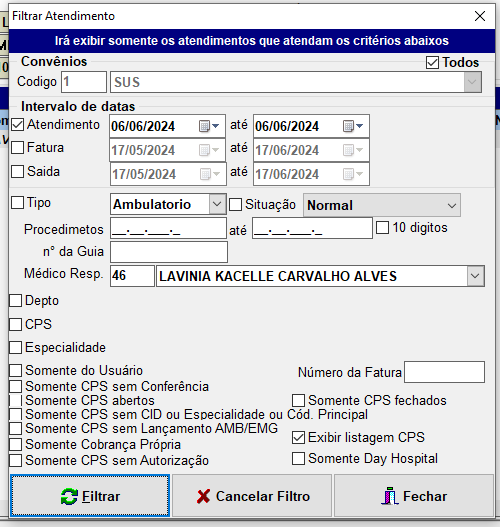 Filtrar Atendimento
Irá exibir somente os atendimentos que atendam os critérios abaixos
Convênios Todos
Codigo 1 SUS
Intervalo de datas
Atendimento 06/06/2024 até 06/06/2024
Fatura 17/05/2024 até 17/06/2024
Saida 17/05/2024 até 17/06/2024
Tipo Ambulatorio Situação Normal
Procedimetos __.__.___._ até __.__.___._ 10 digitos
n° da Guia
Médico Resp. 46 LAVINIA KACELLE CARVALHO ALVES
Depto
CPS
Especialidade
Somente do Usuário Número da Fatura
Somente CPS sem Conferência
Somente CPS abertos Somente CPS fechados
Somente CPS sem CID ou Especialidade ou Cód. Principal
Somente CPS sem Lançamento AMB/EMG
Somente Cobrança Própria Exibir listagem CPS
Somente CPS sem Autorização Somente Day Hospital
Filtrar Cancelar Filtro Fechar